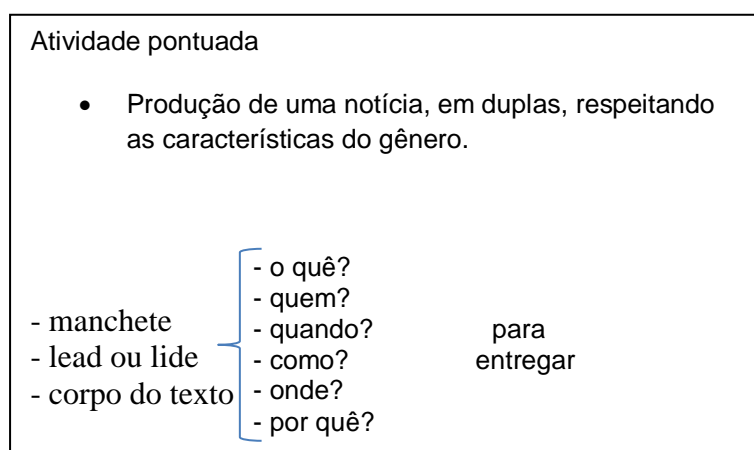 Atividade pontuada
• Produção de uma notícia, em duplas, respeitando
as características do gênero.
- manchete
- lead ou lide
- corpo do texto
- o quê?
- quem?
- quando?
- como?
- onde?
- por quê?
para
entregar